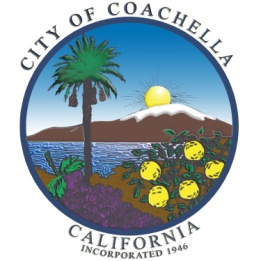 CITY OF COACHELLA
CALIFORNIA
INCORPORATED 1946